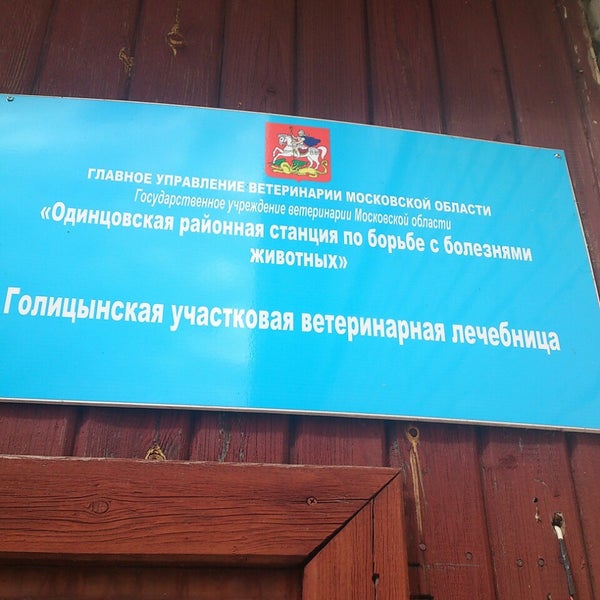 ГЛАВНОЕ УПРАВЛЕНИЕ ВЕТЕРИНАРИИ МОСКОВСКОЙ ОБЛАСТИ
Государственное учреждение ветеринарии Московской области
«Одинцовская районная станция по борьбе с болезнями
животных»
Голицынская участковая ветеринарная лечебница